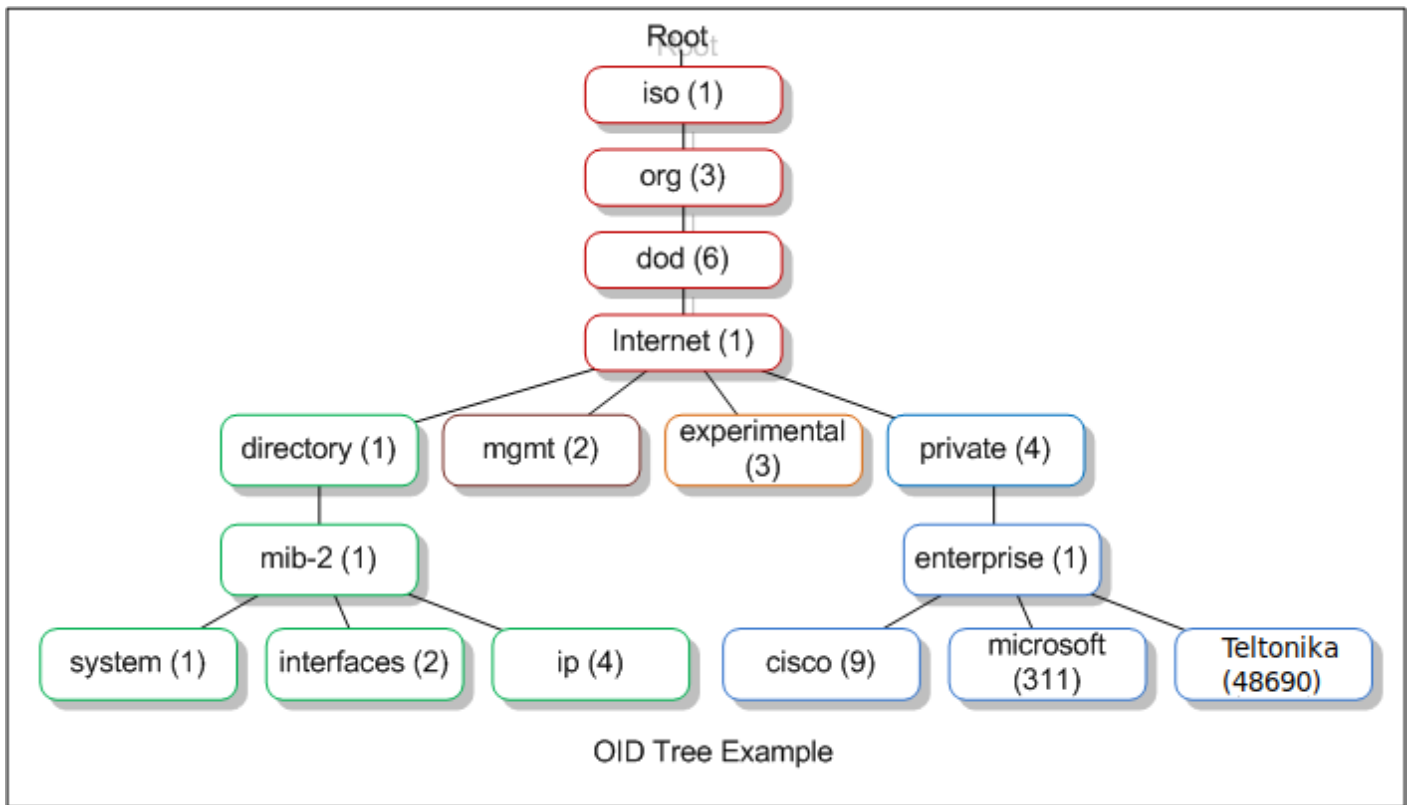 Root
iso (1)
org (3)
dod (6)
Internet (1)
directory (1)
mgmt (2)
experimental
(3)
private (4)
mib-2 (1)
enterprise (1)
system (1)
interfaces (2)
ip (4)
cisco (9)
microsoft
(311)
Teltonika
(48690)
OID Tree Example